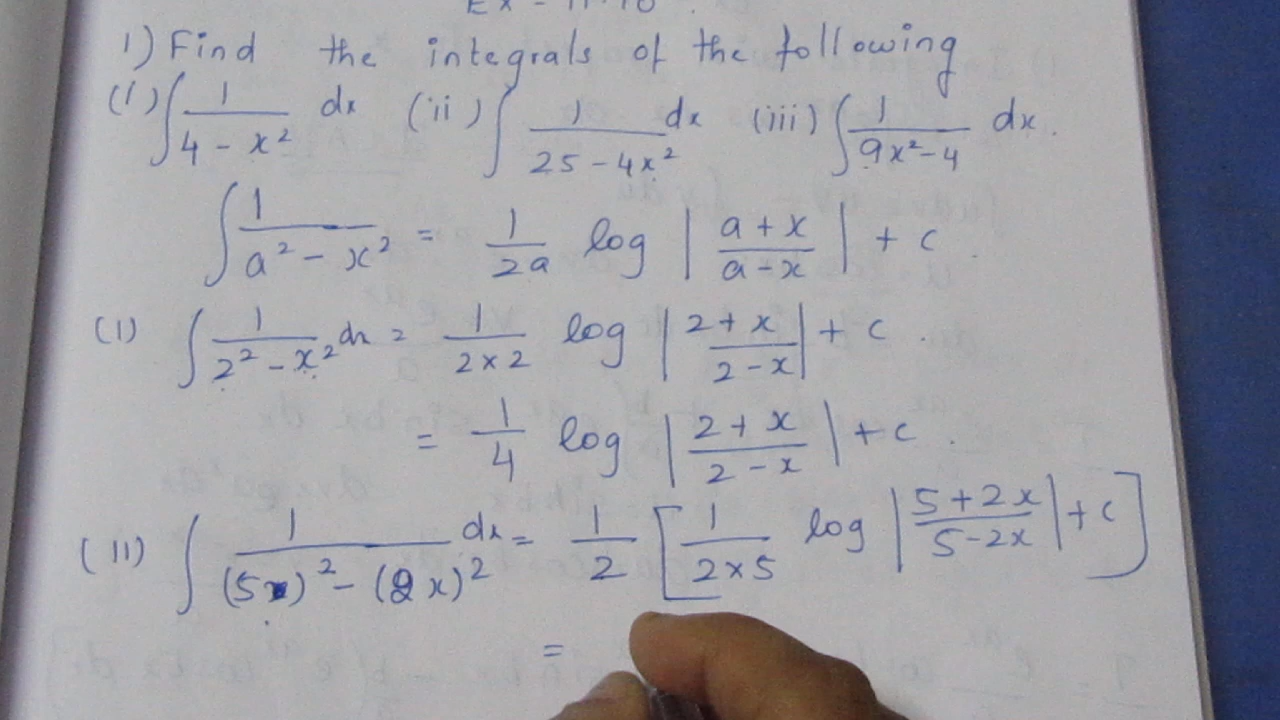 Ex - 11.10
1) Find the integrals of the following
(i) ∫ 1/(4 - x²) dx (ii) ∫ 1/(25 - 4x²) dx (iii) ∫ 1/(9x² - 4) dx.
∫ 1/(a² - x²) = 1/2a log |(a + x)/(a - x)| + c
(i) ∫ 1/(2² - x²) dx = 1/(2 × 2) log |(2 + x)/(2 - x)| + c.
= 1/4 log |(2 + x)/(2 - x)| + c.
(ii) ∫ 1/((5)² - (2x)²) dx = 1/2 [1/(2 × 5) log |(5 + 2x)/(5 - 2x)| + c]
=